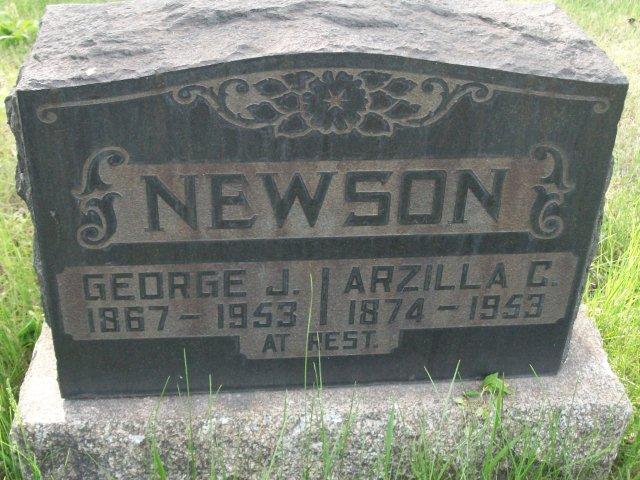 NEWSON
GEORGE J. ARZILLA C.
1867 - 1953 1874 - 1953
AT REST.